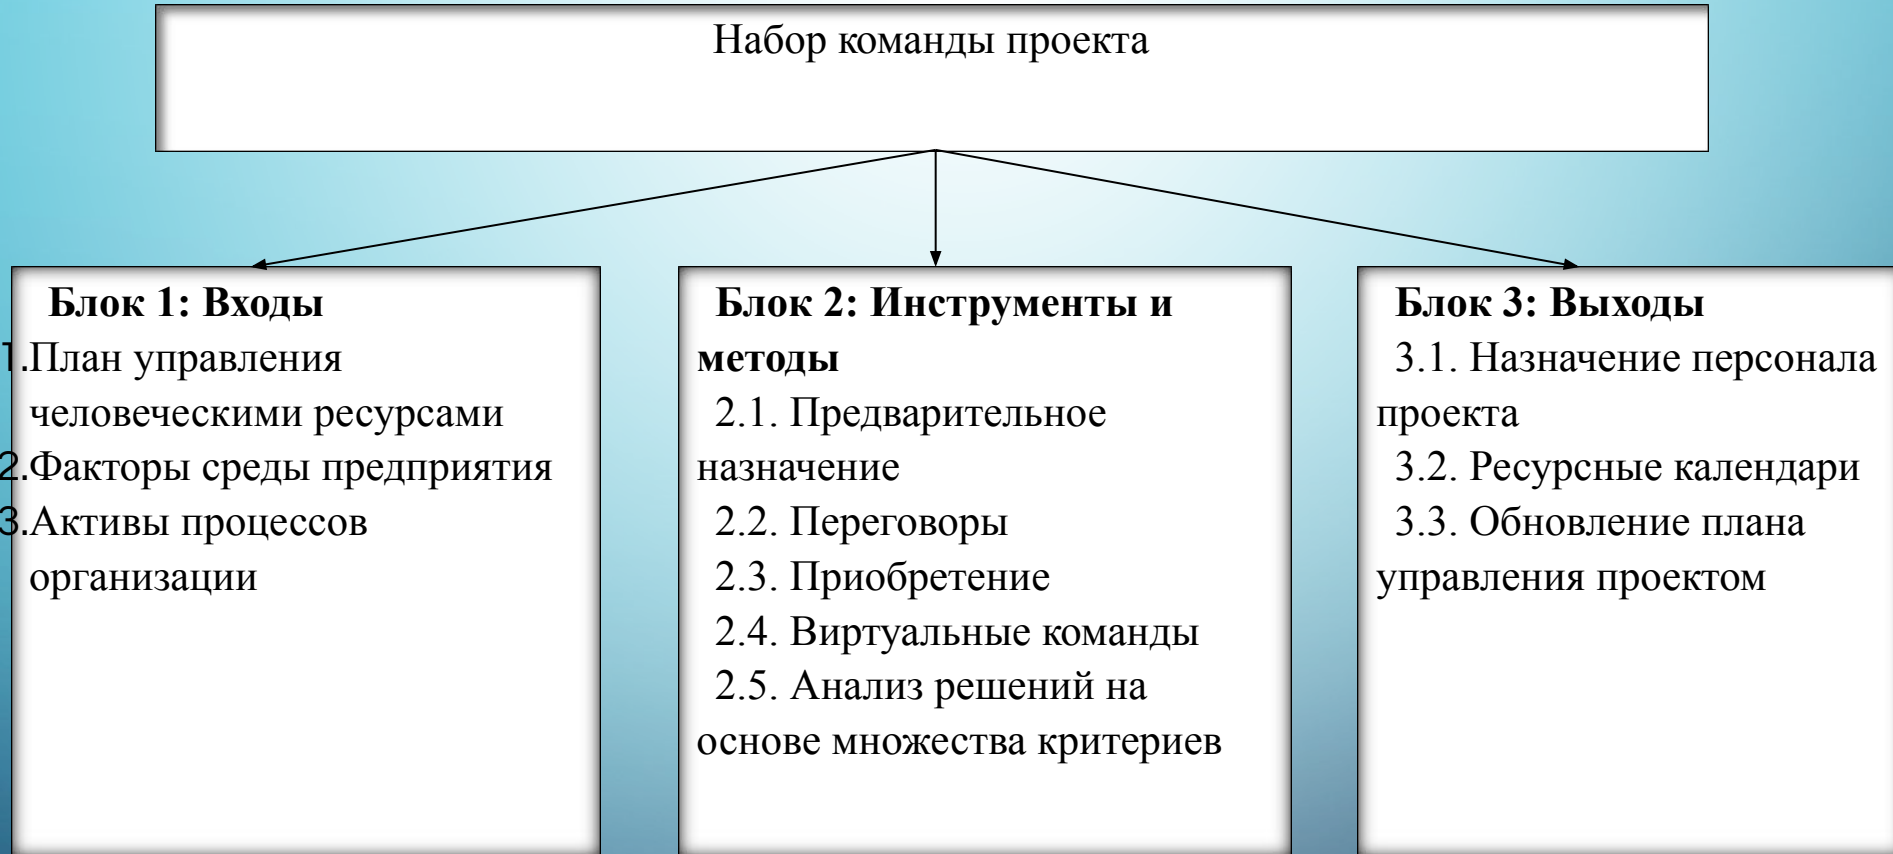 Набор команды проекта
Блок 1: Входы
1.План управления
человеческими ресурсами
2.Факторы среды предприятия
3.Активы процессов
организации
Блок 2: Инструменты и
методы
2.1. Предварительное
назначение
2.2. Переговоры
2.3. Приобретение
2.4. Виртуальные команды
2.5. Анализ решений на
основе множества критериев
Блок 3: Выходы
3.1. Назначение персонала
проекта
3.2. Ресурсные календари
3.3. Обновление плана
управления проектом